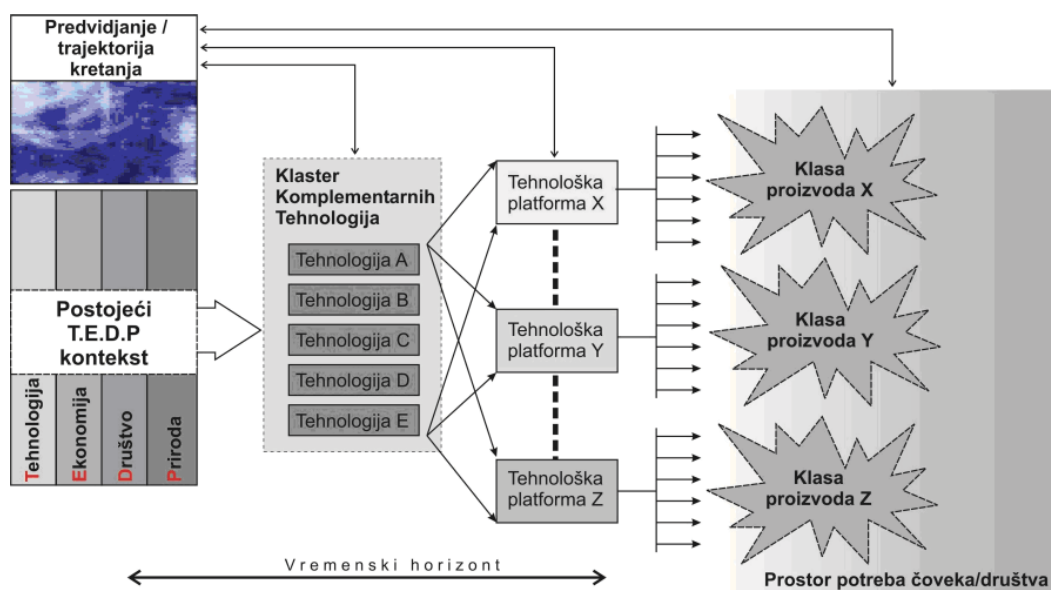 Predvidjanje /
trajektorija
kretanja
Postojeći
T.E.D.P
kontekst
Tehnologija
Ekonomija
Društvo
Priroda
Klaster
Komplementarnih
Tehnologija
Tehnologija A
Tehnologija B
Tehnologija C
Tehnologija D
Tehnologija E
Tehnološka
platforma X
Tehnološka
platforma Y
Tehnološka
platforma Z
Klasa
proizvoda X
Klasa
proizvoda Y
Klasa
proizvoda Z
Vremenski horizont
Prostor potreba čoveka/društva